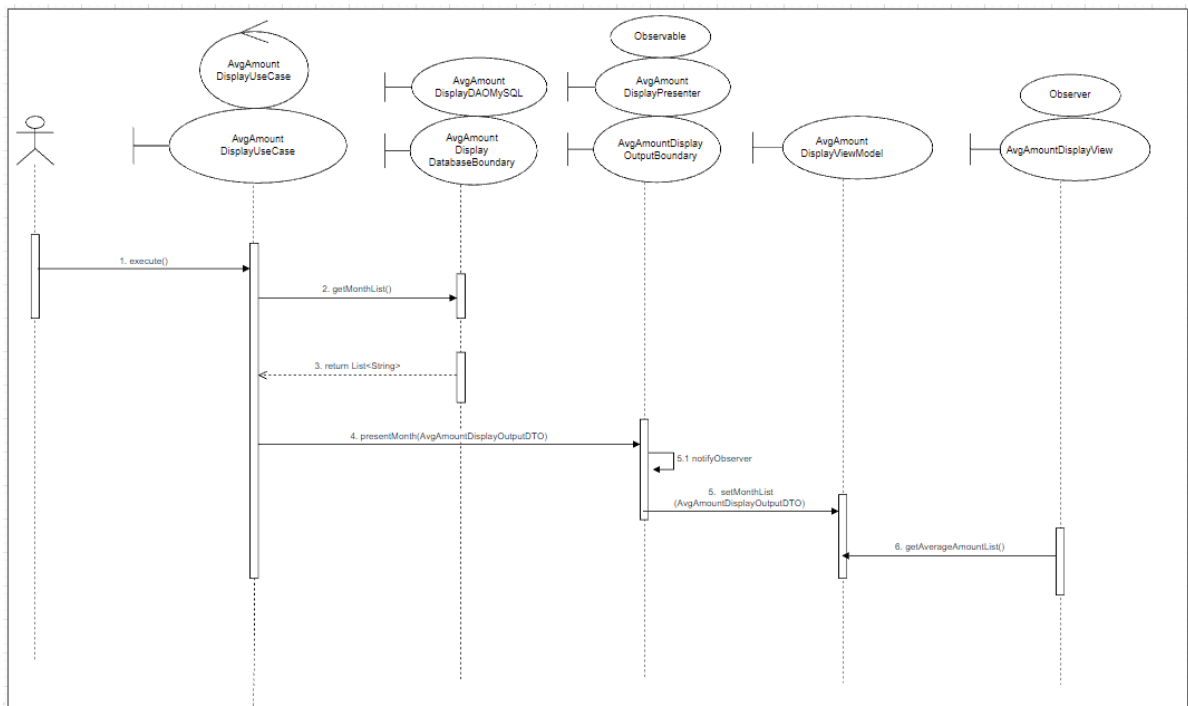 AvgAmount
DisplayUseCase
AvgAmount
DisplayUseCase
AvgAmount
DisplayDAOMySQL
AvgAmount
Display
DatabaseBoundary
Observable
AvgAmount
DisplayPresenter
AvgAmountDisplay
OutputBoundary
AvgAmount
DisplayViewModel
Observer
AvgAmountDisplayView
1. execute()
2. getMonthList()
3. return List<String>
4. presentMonth(AvgAmountDisplayOutputDTO)
5.1 notifyObserver
5. setMonthList
(AvgAmountDisplayOutputDTO)
6. getAverageAmountList()